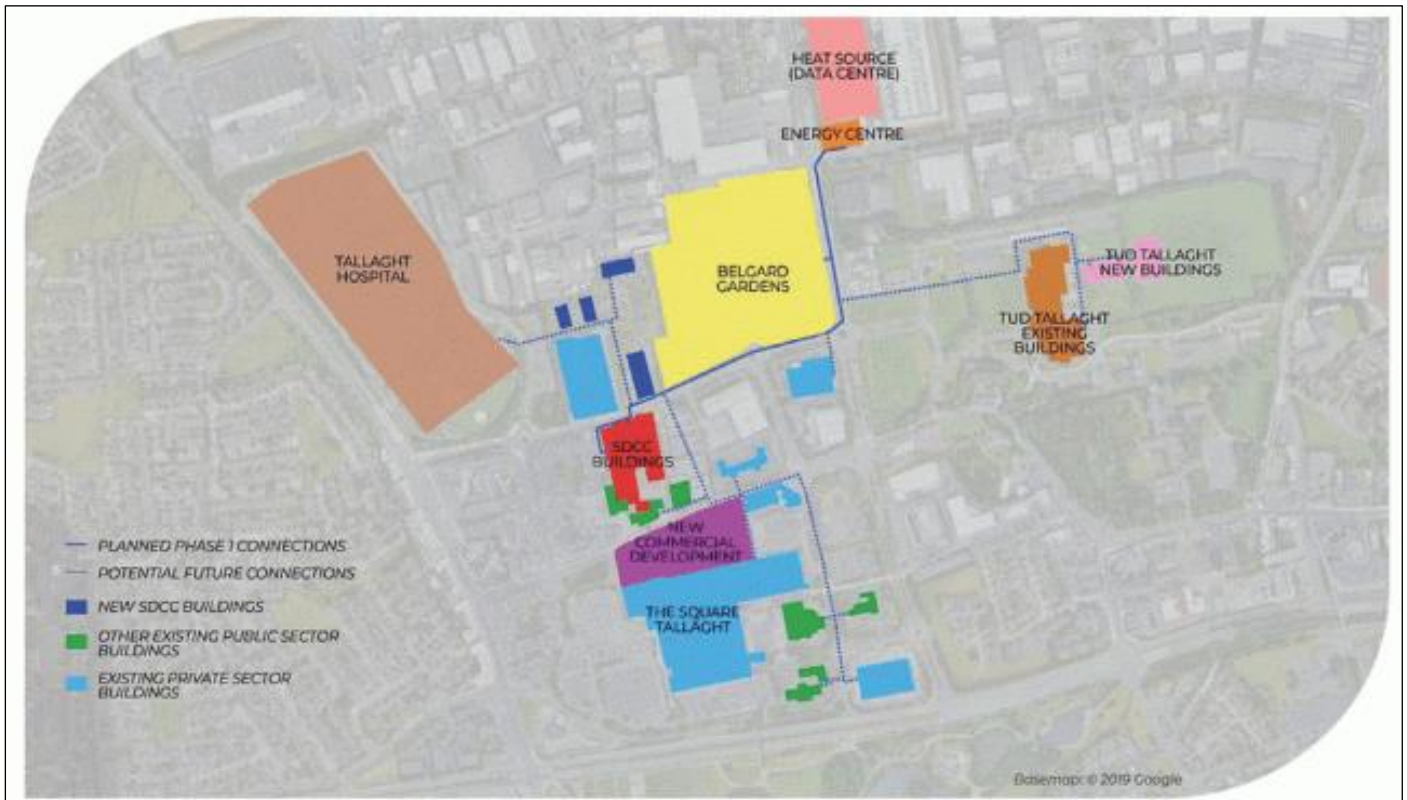 HEAT SOURCE
(DATA CENTRE)
ENERGY CENTRE
TALLAGHT
HOSPITAL
BELGARD
GARDENS
TUD TALLAGHT
NEW BUILDINGS
TUD TALLAGHT
EXISTING
BUILDINGS
SDCC
BUILDINGS
NEW
COMMERCIAL
DEVELOPMENT
THE SQUARE
TALLAGHT
PLANNED PHASE 1 CONNECTIONS
POTENTIAL FUTURE CONNECTIONS
NEW SDCC BUILDINGS
OTHER EXISTING PUBLIC SECTOR
BUILDINGS
EXISTING PRIVATE SECTOR
BUILDINGS
Basemap: © 2019 Google